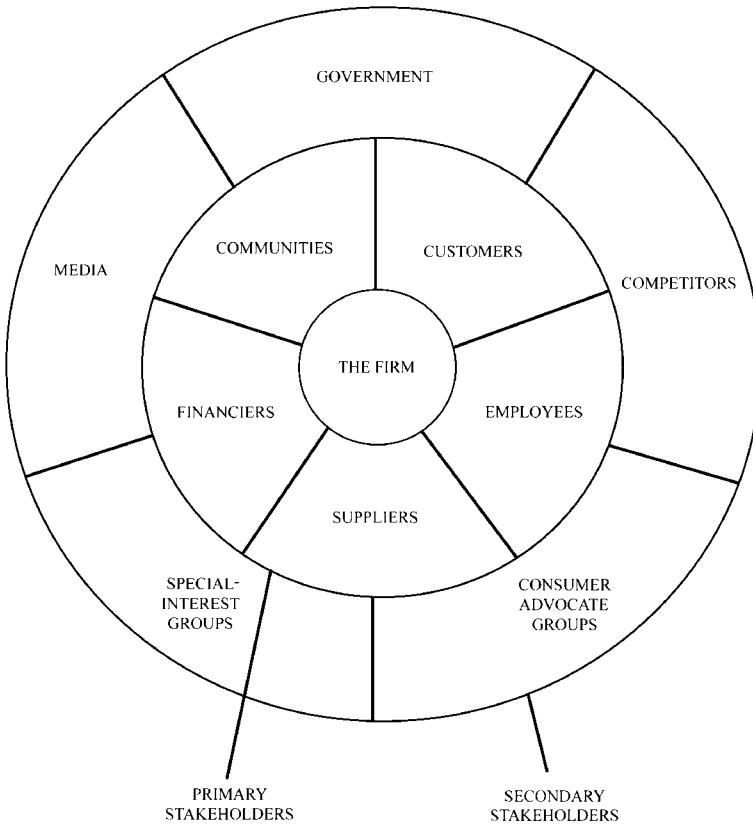 GOVERNMENT
COMMUNITIES
CUSTOMERS
MEDIA
COMPETITORS
THE FIRM
FINANCIERS
EMPLOYEES
SUPPLIERS
SPECIAL-
INTEREST
GROUPS
CONSUMER
ADVOCATE
GROUPS
PRIMARY
STAKEHOLDERS
SECONDARY
STAKEHOLDERS